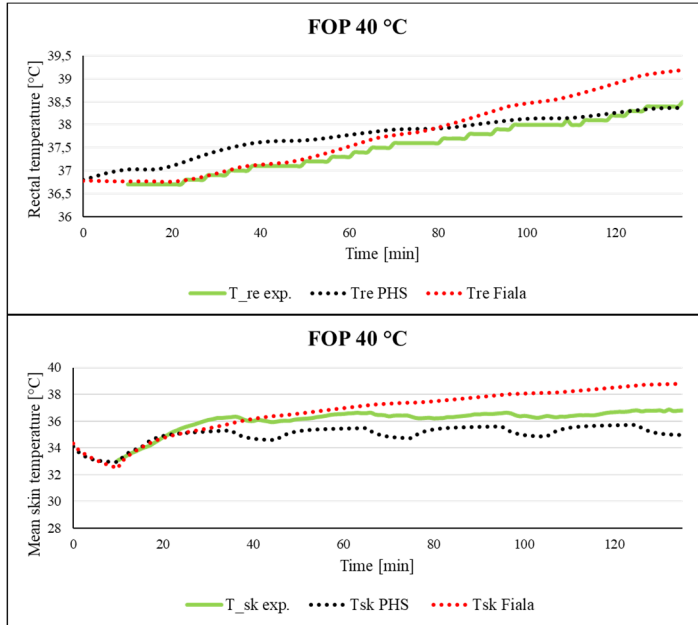 FOP 40 °C
Rectal temperature [°C]
39,5
39
38,5
38
37,5
37
36,5
36
0 20 40 60 80 100 120
Time [min]
T_re exp. Tre PHS Tre Fiala
FOP 40 °C
Mean skin temperature [°C]
40
38
36
34
32
30
28
0 20 40 60 80 100 120
Time [min]
T_sk exp. Tsk PHS Tsk Fiala